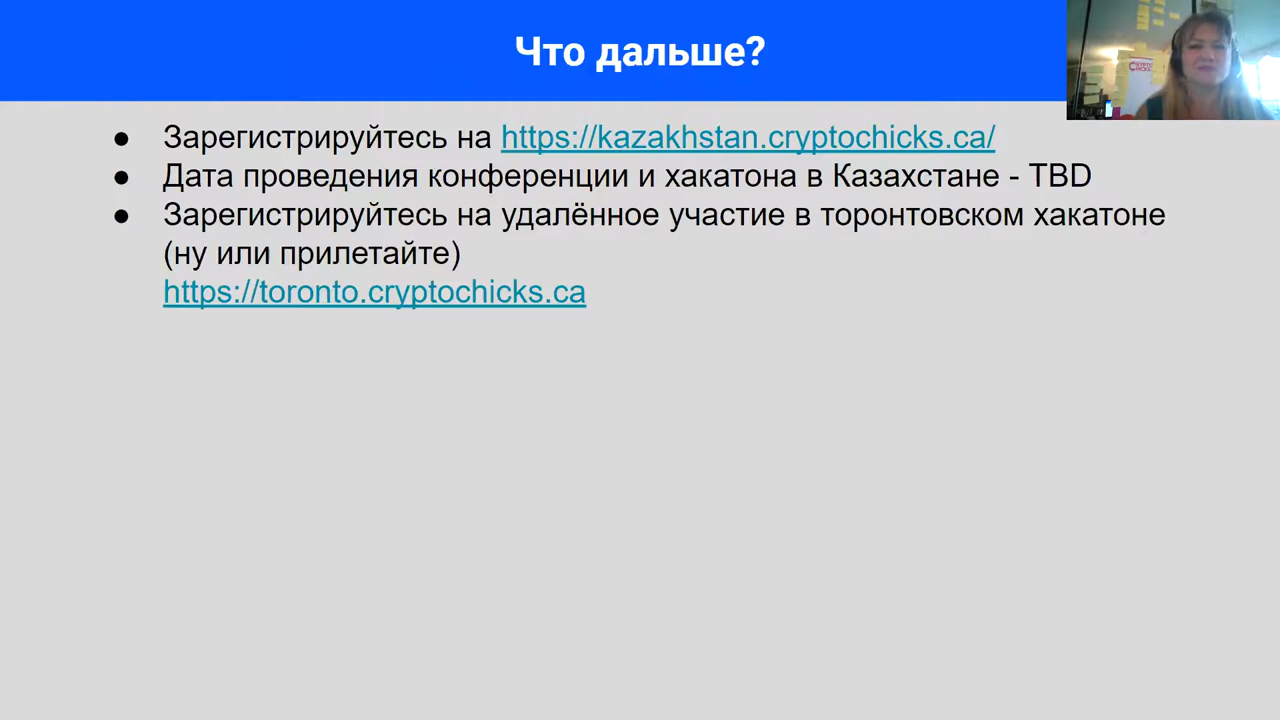 Что дальше?
● Зарегистрируйтесь на https://kazakhstan.cryptochicks.ca/
● Дата проведения конференции и хакатона в Казахстане - TBD
● Зарегистрируйтесь на удалённое участие в торонтовском хакатоне
(ну или прилетайте)
https://toronto.cryptochicks.ca